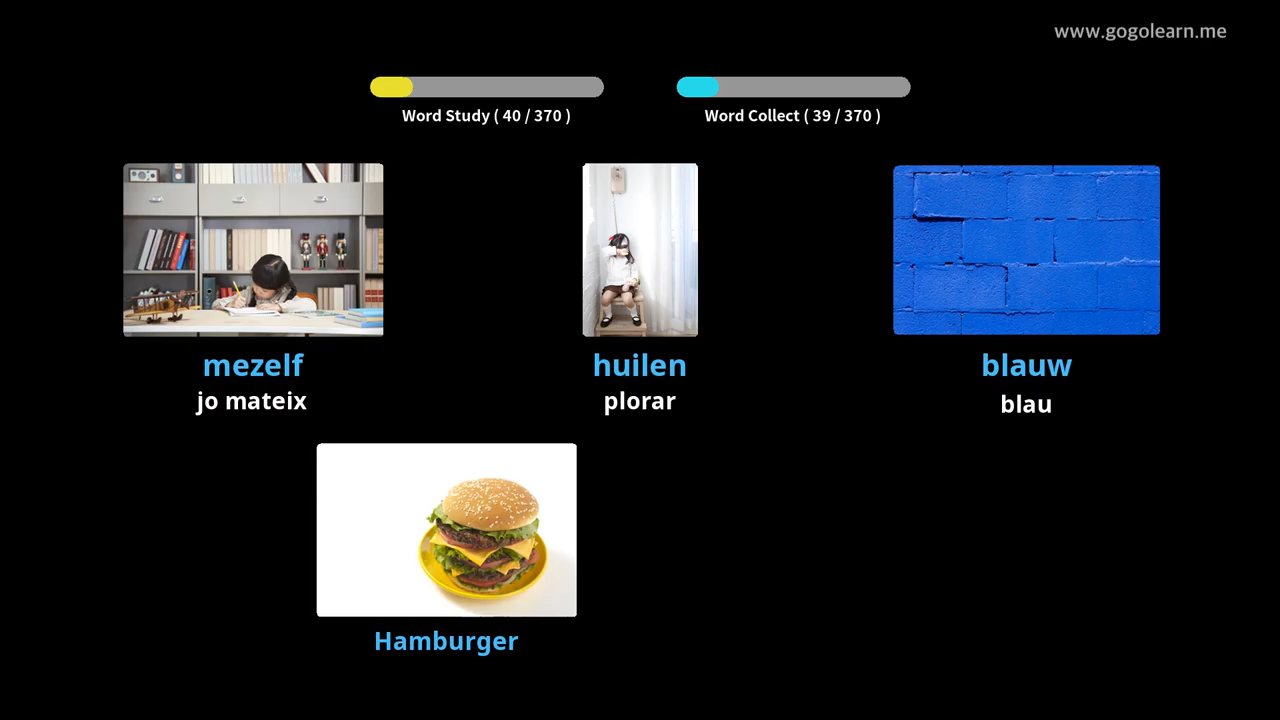 www.gogolearn.me
Word Study ( 40 / 370 )
Word Collect ( 39 / 370 )
mezelf
jo mateix
huilen
plorar
blauw
blau
Hamburger